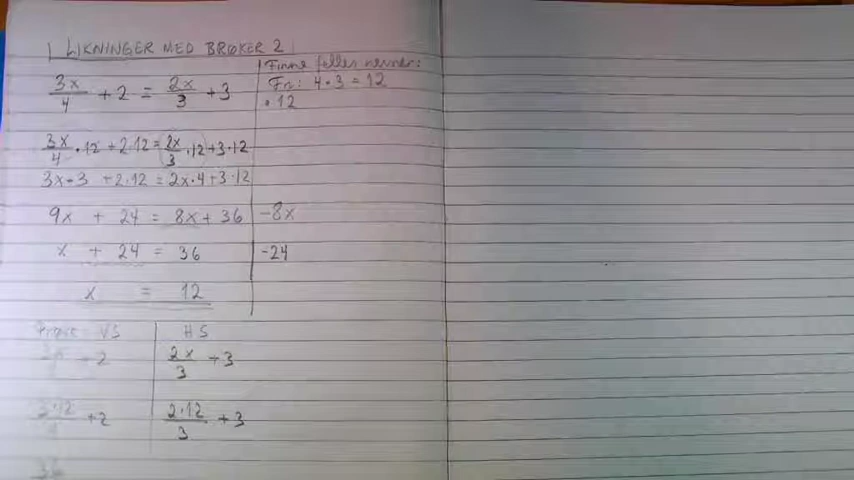 LIKNINGER MED BRØKER 2
Finne felles nevner:
3x/4 + 2 = 2x/3 + 3
Fn: 4·3 = 12
·12
3x/4 · 12 + 2·12 = 2x/3 · 12 + 3·12
3x·3 + 2·12 = 2x·4 + 3·12
9x + 24 = 8x + 36 | -8x
x + 24 = 36 | -24
x = 12
VS | HS
+ 2 | 2x/3 + 3
+ 2 | 2·12/3 + 3
36